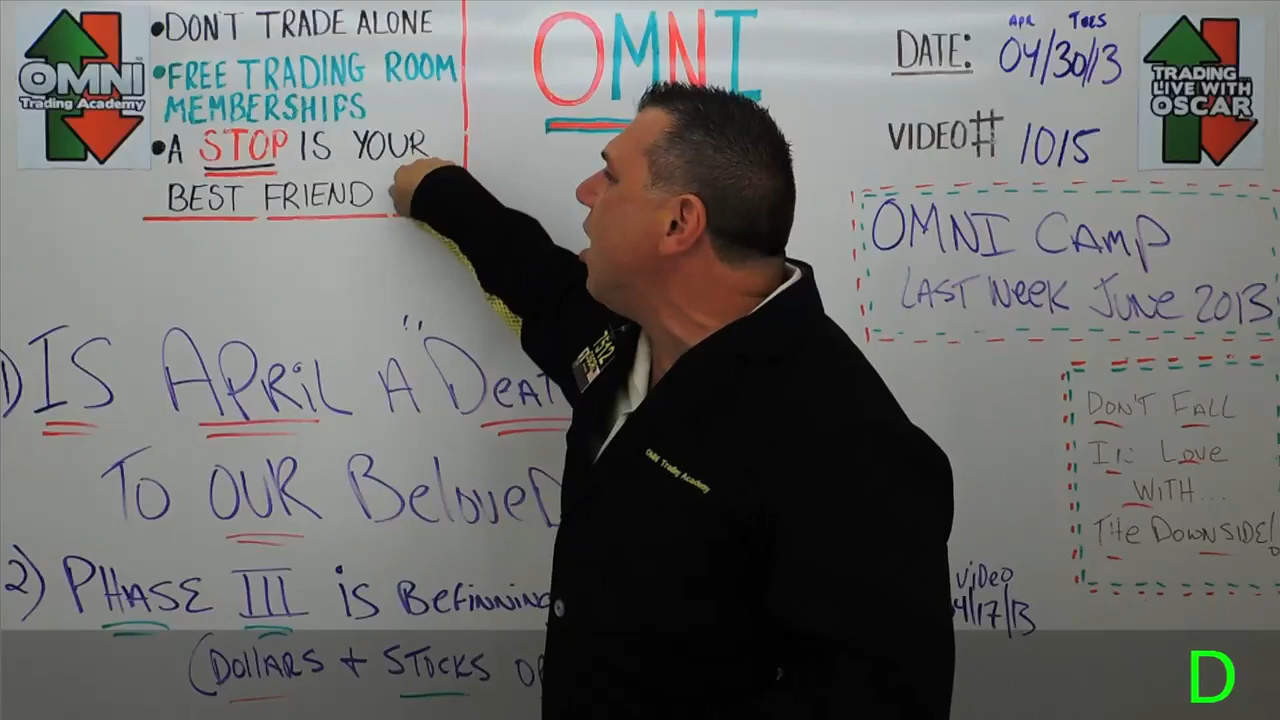 OMNI
Trading Academy
•DON'T TRADE ALONE
•FREE TRADING ROOM
MEMBERSHIPS
•A STOP IS YOUR
BEST FRIEND
OMNI
DATE: APR TUES 04/30/13
VIDEO# 1015
TRADING
LIVE WITH
OSCAR
OMNI CAMP
LAST WEEK JUNE 2013
1) IS APRIL A "DEAT
TO OUR BELOVED
2) PHASE III IS BEFINNING
(DOLLARS + STOCKS
DON'T FALL
IN LOVE
WITH...
THE DOWNSIDE!
VIDEO
4/17/13
7512
OMNI Trading Academy
D